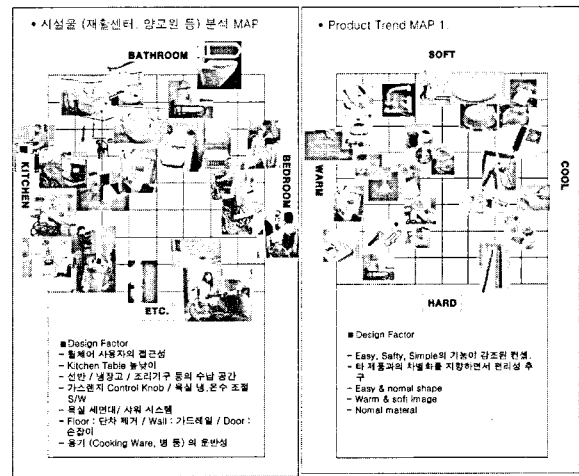 • 시설물 (재활센터, 양로원 등) 분석 MAP
BATHROOM
KITCHEN
BEDROOM
ETC.
■ Design Factor
– 휠체어 사용자의 접근성
– Kitchen Table 높낮이
– 선반 / 냉장고 / 조리기구 등의 수납 공간
– 가스렌지 Control Knob / 욕실 냉,온수 조절
S/W
– 욕실 세면대/ 샤워 시스템
– Floor : 단차 제거 / Wall : 가드레일 / Door :
손잡이
– 용기 (Cooking Ware, 병 등) 의 운반성
• Product Trend MAP 1.
SOFT
WARM
COOL
HARD
■ Design Factor
– Easy, Safty, Simple의 기능이 강조된 컨셉.
– 타 제품과의 차별화를 지향하면서 편리성 추
구
– Easy & nomal shape
– Warm & soft image
– Nomal materal